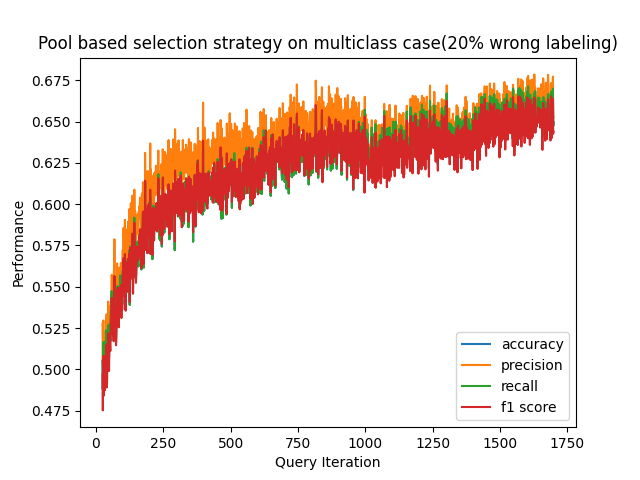 Pool based selection strategy on multiclass case(20% wrong labeling)
0.675
0.650
0.625
0.600
0.575
0.550
0.525
0.500
0.475
Performance
accuracy
precision
recall
f1 score
0 250 500 750 1000 1250 1500 1750
Query Iteration